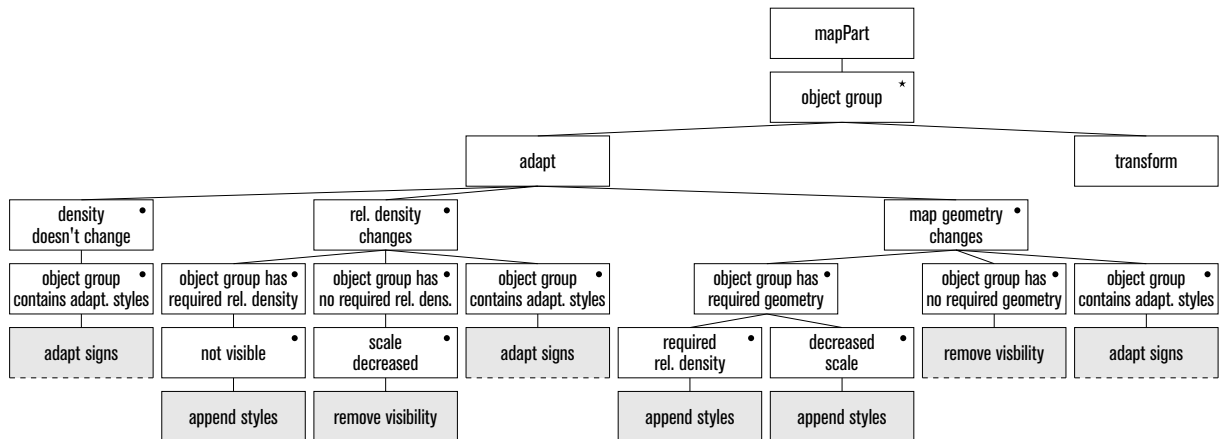 mapPart
object group
adapt
transform
density
doesn't change
rel. density
changes
map geometry
changes
object group
contains adapt. styles
object group has
required rel. density
object group has
no required rel. dens.
object group
contains adapt. styles
object group has
required geometry
object group has
no required geometry
object group
contains adapt. styles
adapt signs
not visible
scale
decreased
adapt signs
required
rel. density
decreased
scale
remove visbility
adapt signs
append styles
remove visibility
append styles
append styles